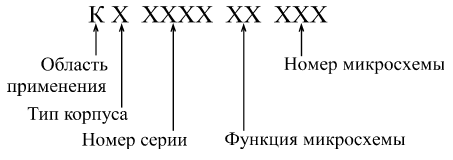 К Х ХХХХ ХХ ХХХ
Область
применения
Номер микросхемы
Тип корпуса
Номер серии
Функция микросхемы